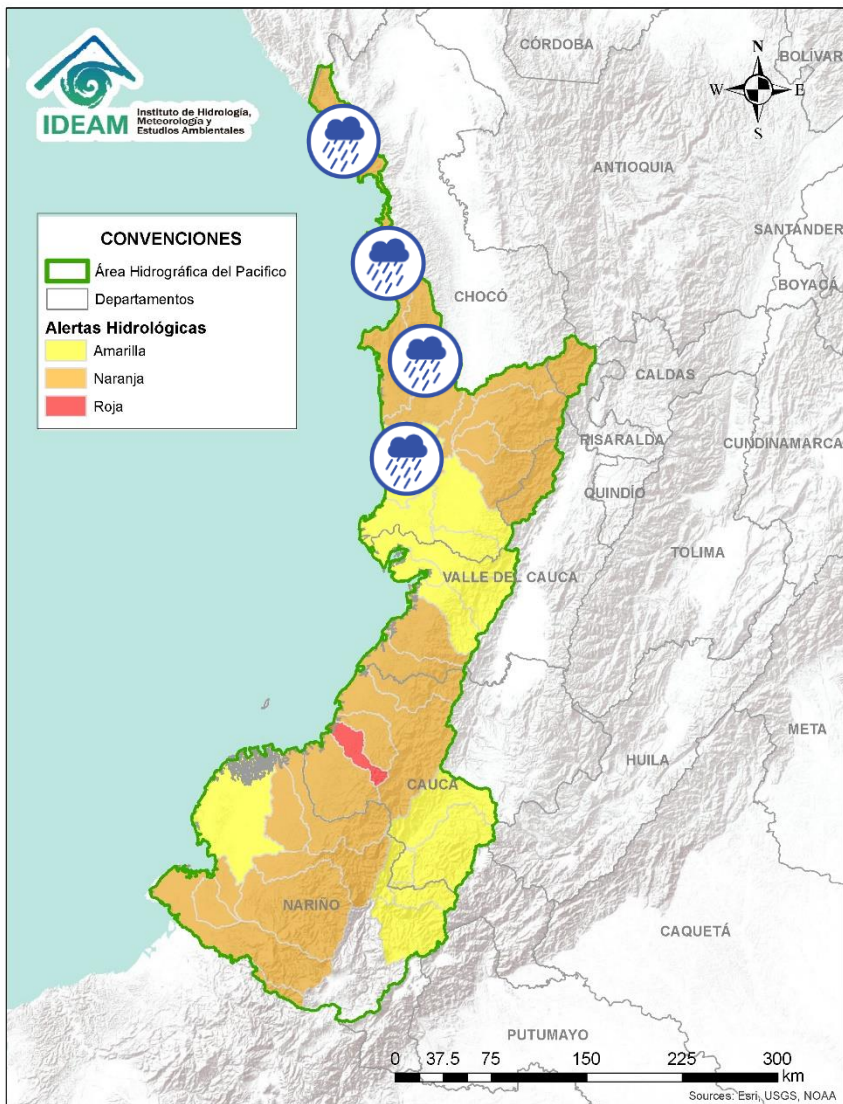 IDEAM
Instituto de Hidrología,
Meteorología y
Estudios Ambientales
N
W E
S
CÓRDOBA
BOLÍVAR
ANTIOQUIA
SANTANDER
BOYACÁ
CONVENCIONES
Área Hidrográfica del Pacifico
Departamentos
Alertas Hidrológicas
Amarilla
Naranja
Roja
CHOCÓ
CALDAS
RISARALDA
CUNDINAMARCA
QUINDÍO
TOLIMA
VALLE DEL CAUCA
META
HUILA
CAUCA
NARIÑO
CAQUETÁ
PUTUMAYO
0 37.5 75 150 225 300
km
Sources: Esri, USGS, NOAA